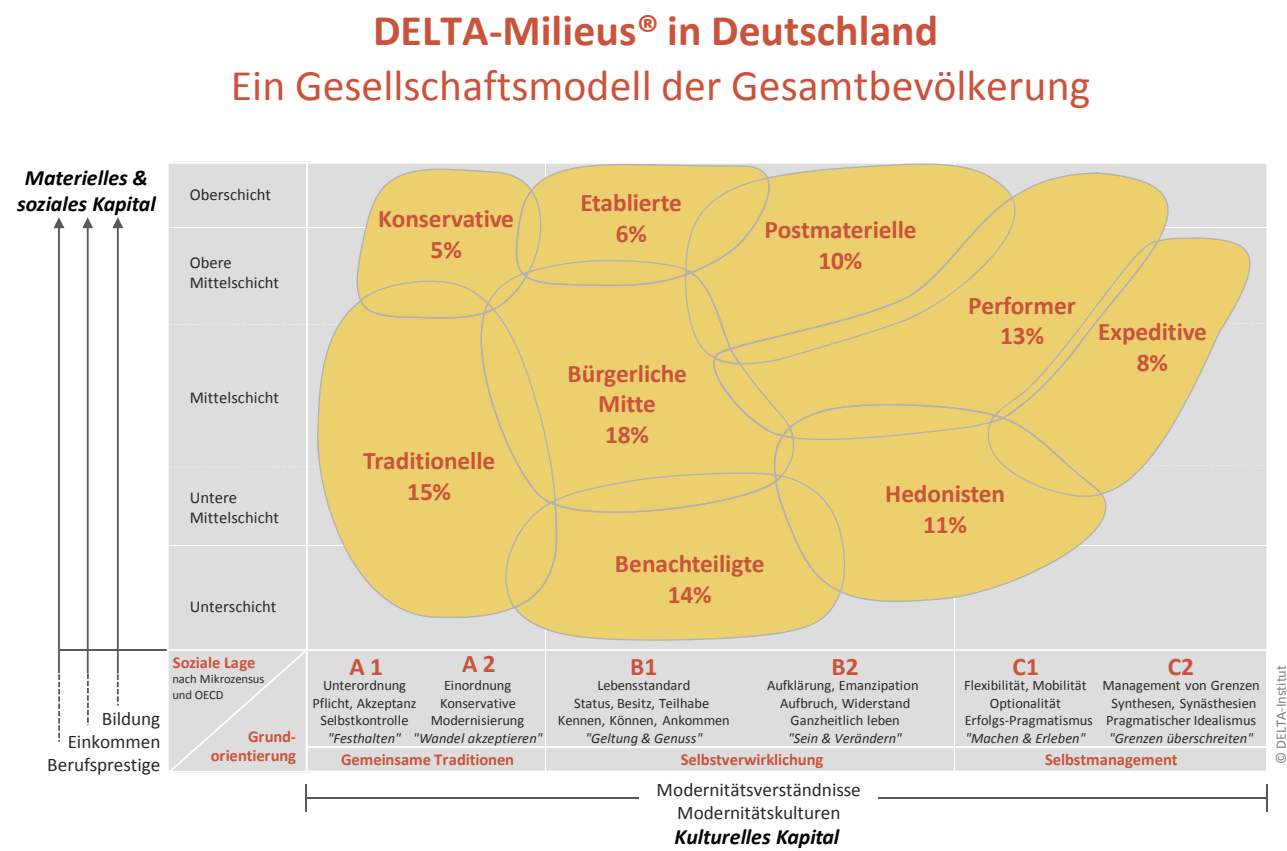 DELTA-Milieus® in Deutschland
Ein Gesellschaftsmodell der Gesamtbevölkerung
Materielles &
soziales Kapital
Oberschicht
Obere
Mittelschicht
Mittelschicht
Untere
Mittelschicht
Unterschicht
Konservative
5%
Etablierte
6%
Postmaterielle
10%
Performer
13%
Expeditive
8%
Bürgerliche
Mitte
18%
Traditionelle
15%
Hedonisten
11%
Benachteiligte
14%
Bildung
Einkommen
Berufsprestige
Soziale Lage
nach Mikrozensus
und OECD
Grund-
orientierung
A 1
Unterordnung
Pflicht, Akzeptanz
Selbstkontrolle
"Festhalten"
A 2
Einordnung
Konservative
Modernisierung
"Wandel akzeptieren"
B1
Lebensstandard
Status, Besitz, Teilhabe
Kennen, Können, Ankommen
"Geltung & Genuss"
B2
Aufklärung, Emanzipation
Aufbruch, Widerstand
Ganzheitlich leben
"Sein & Verändern"
C1
Flexibilität, Mobilität
Optionalität
Erfolgs-Pragmatismus
"Machen & Erleben"
C2
Management von Grenzen
Synthesen, Synästhesien
Pragmatischer Idealismus
"Grenzen überschreiten"
Gemeinsame Traditionen
Selbstverwirklichung
Selbstmanagement
Modernitätsverständnisse
Modernitätskulturen
Kulturelles Kapital
© DELTA-Institut